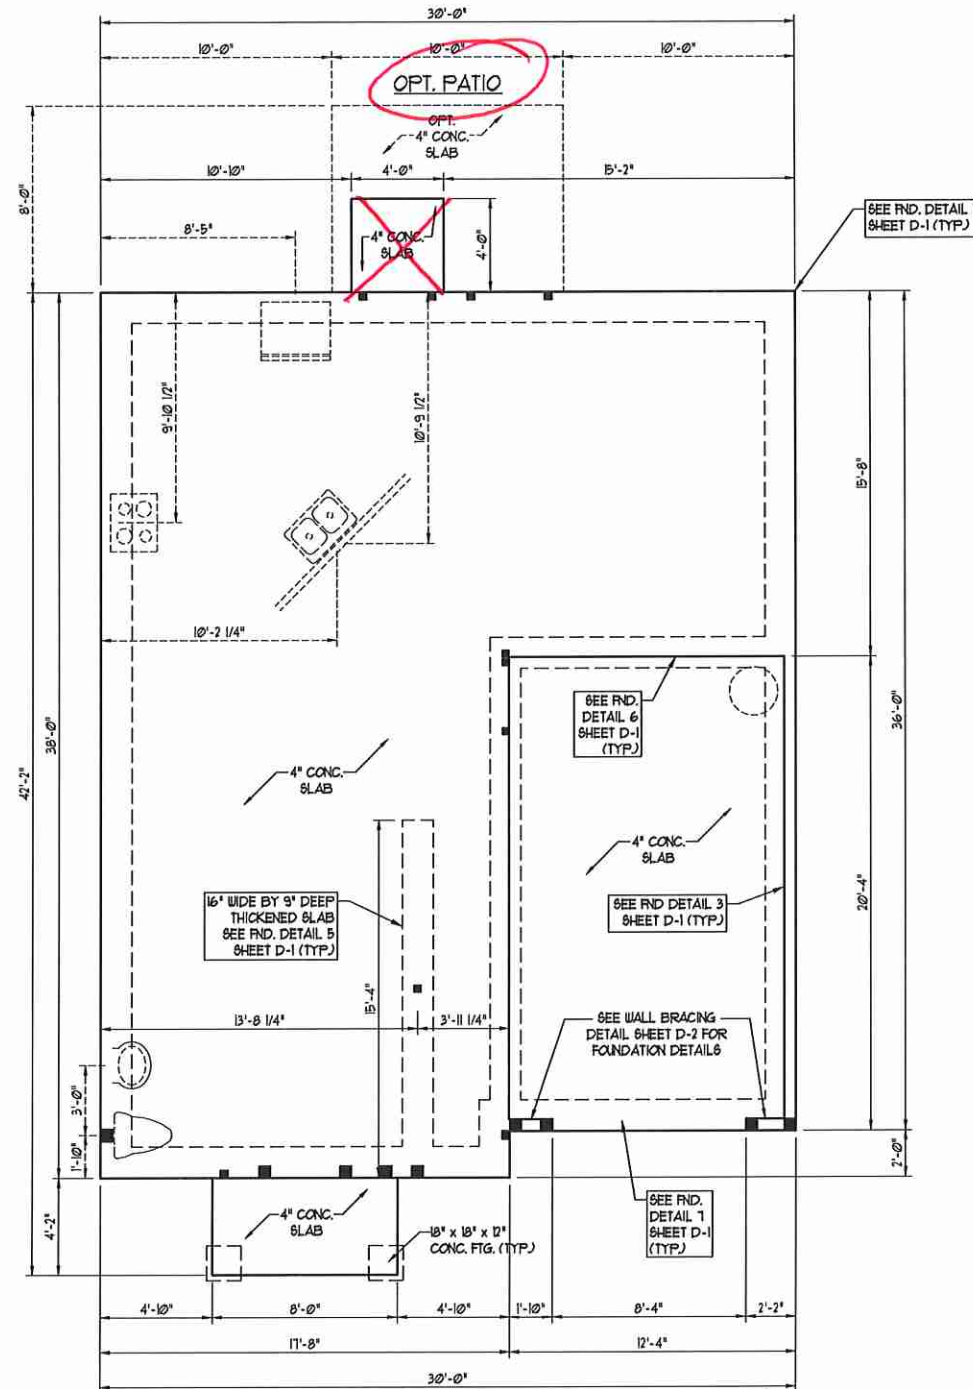 30'-0"
10'-0" 10'-0" 10'-0"
OPT. PATIO
OPT.
4" CONC.
SLAB
8'-0"
10'-10" 4'-0" 15'-2"
SEE FND. DETAIL
SHEET D-1 (TYP.)
8'-5"
4" CONC.
SLAB
4'-0"
9'-10 1/2"
10'-9 1/2"
15'-8"
10'-2 1/4"
SEE FND.
DETAIL 6
SHEET D-1
(TYP.)
36'-0"
38'-0"
42'-2"
4" CONC.
SLAB
4" CONC.
SLAB
16" WIDE BY 9" DEEP
THICKENED SLAB
SEE FND. DETAIL 5
SHEET D-1 (TYP.)
SEE FND DETAIL 3
SHEET D-1 (TYP.)
20'-4"
15'-4"
13'-8 1/4" 3'-11 1/4"
SEE WALL BRACING
DETAIL SHEET D-2 FOR
FOUNDATION DETAILS
3'-0"
1'-10"
2'-0"
4'-2"
4" CONC.
SLAB
18" x 18" x 12"
CONC. FTG. (TYP.)
SEE FND.
DETAIL 7
SHEET D-1
(TYP.)
4'-10" 8'-0" 4'-10" 1'-10" 8'-4" 2'-2"
17'-8" 12'-4"
30'-0"